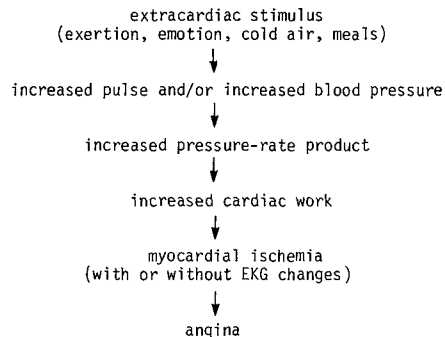 extracardiac stimulus
(exertion, emotion, cold air, meals)
increased pulse and/or increased blood pressure
increased pressure-rate product
increased cardiac work
myocardial ischemia
(with or without EKG changes)
angina